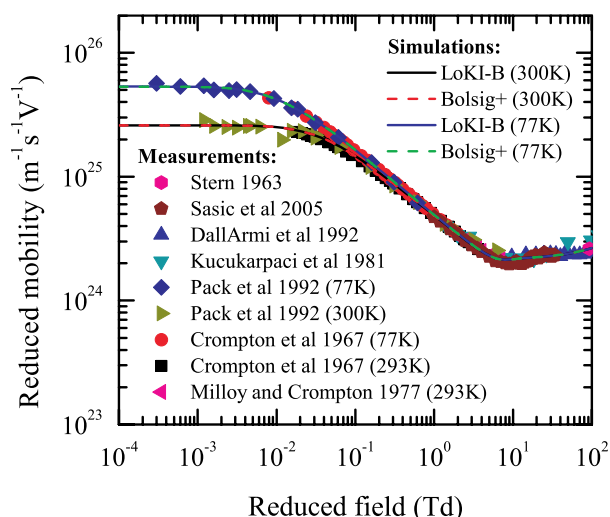 10^26
Simulations:
LoKI-B (300K)
Bolsig+ (300K)
LoKI-B (77K)
Bolsig+ (77K)
10^25
Measurements:
Stern 1963
Sasic et al 2005
DallArmi et al 1992
Kucukarpaci et al 1981
Pack et al 1992 (77K)
Pack et al 1992 (300K)
Crompton et al 1967 (77K)
Crompton et al 1967 (293K)
Milloy and Crompton 1977 (293K)
10^24
10^23
Reduced mobility (m^-1s^-1V^-1)
10^-4 10^-3 10^-2 10^-1 10^0 10^1 10^2
Reduced field (Td)